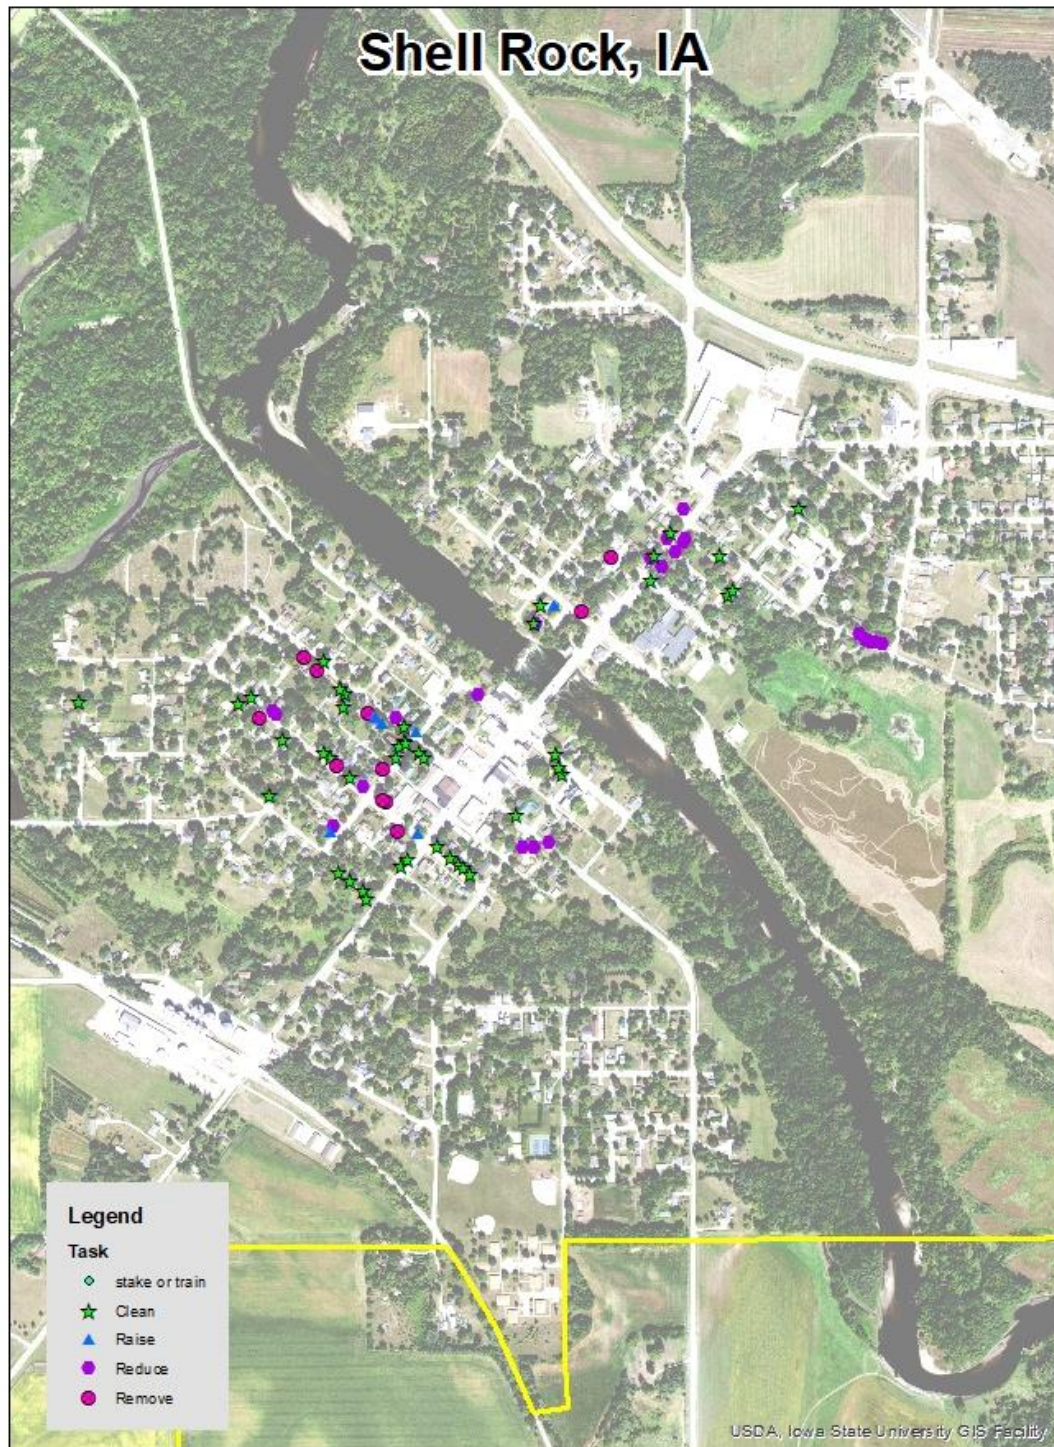 Shell Rock, IA
Legend
Task
stake or train
Clean
Raise
Reduce
Remove
USDA, Iowa State University GIS Facility